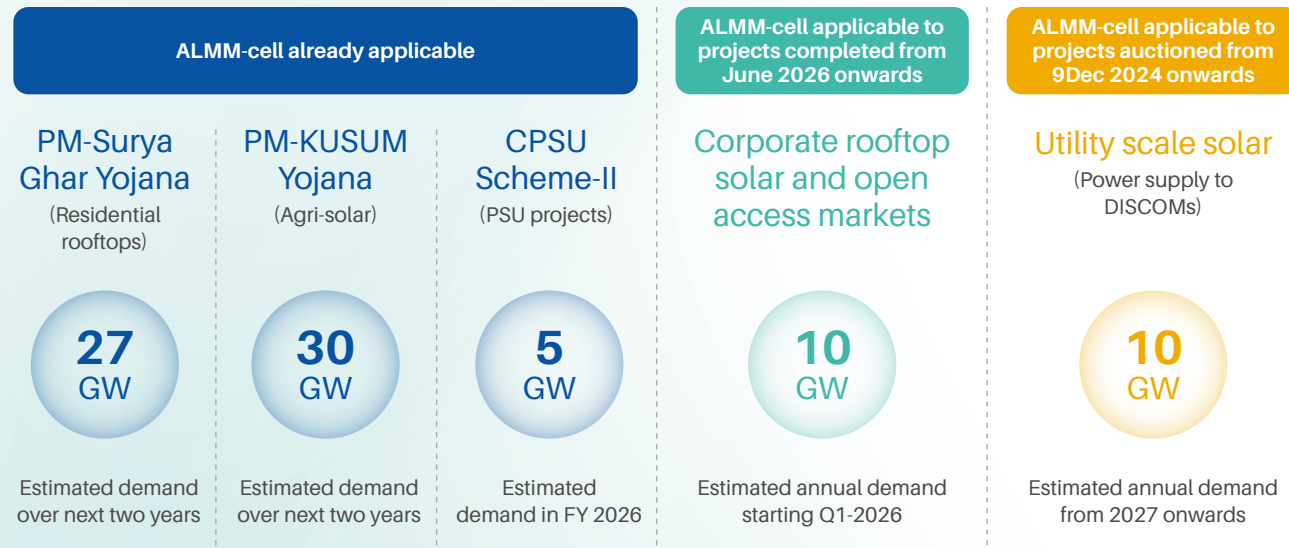 ALMM-cell already applicable
ALMM-cell applicable to
projects completed from
June 2026 onwards
ALMM-cell applicable to
projects auctioned from
9Dec 2024 onwards
PM-Surya
Ghar Yojana
(Residential
rooftops)
27
GW
Estimated demand
over next two years
PM-KUSUM
Yojana
(Agri-solar)
30
GW
Estimated demand
over next two years
CPSU
Scheme-II
(PSU projects)
5
GW
Estimated
demand in FY 2026
Corporate rooftop
solar and open
access markets
10
GW
Estimated annual demand
starting Q1-2026
Utility scale solar
(Power supply to
DISCOMs)
10
GW
Estimated annual demand
from 2027 onwards